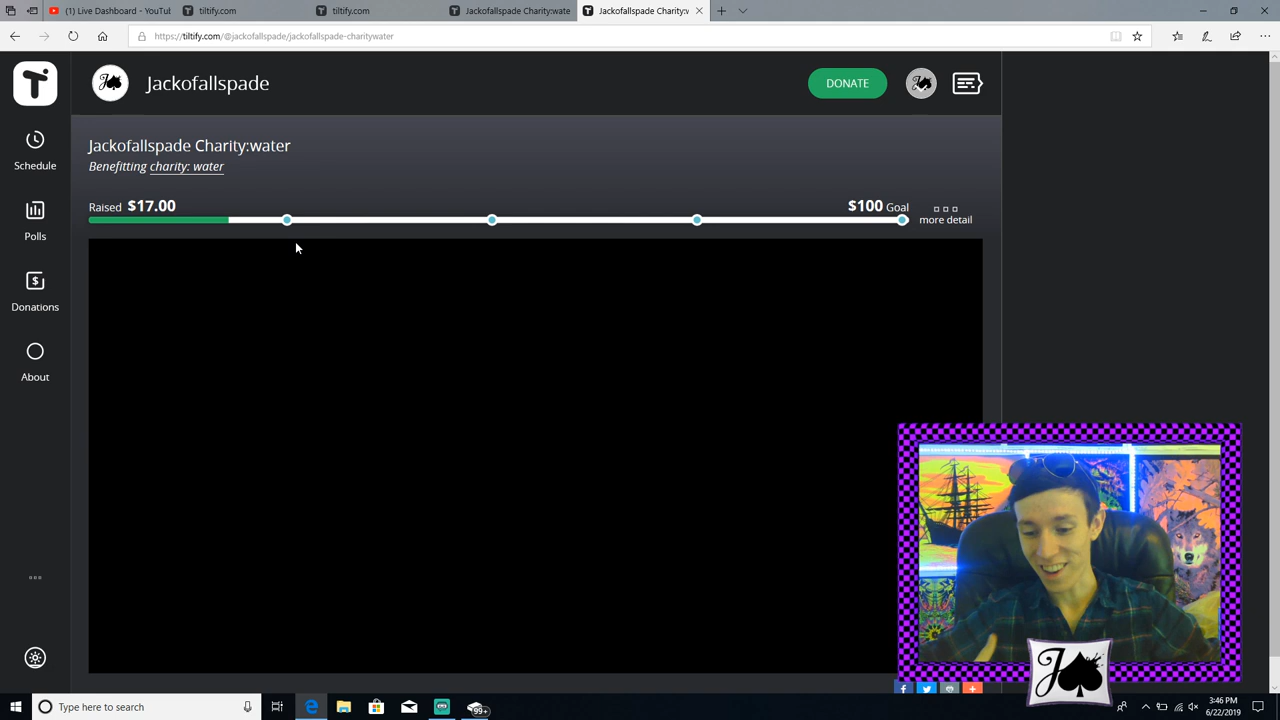 (1) Live Dashboard - YouTu
tiltify.com
tiltify.com
Jackofallspade Charity:wate
Jackofallspade Charity:w
https://tiltify.com/@jackofallspade/jackofallspade-charitywater
Jackofallspade
DONATE
Schedule
Polls
Donations
About
Jackofallspade Charity:water
Benefitting charity: water
Raised $17.00
$100 Goal
more detail
Type here to search
99+
3:46 PM
6/22/2019